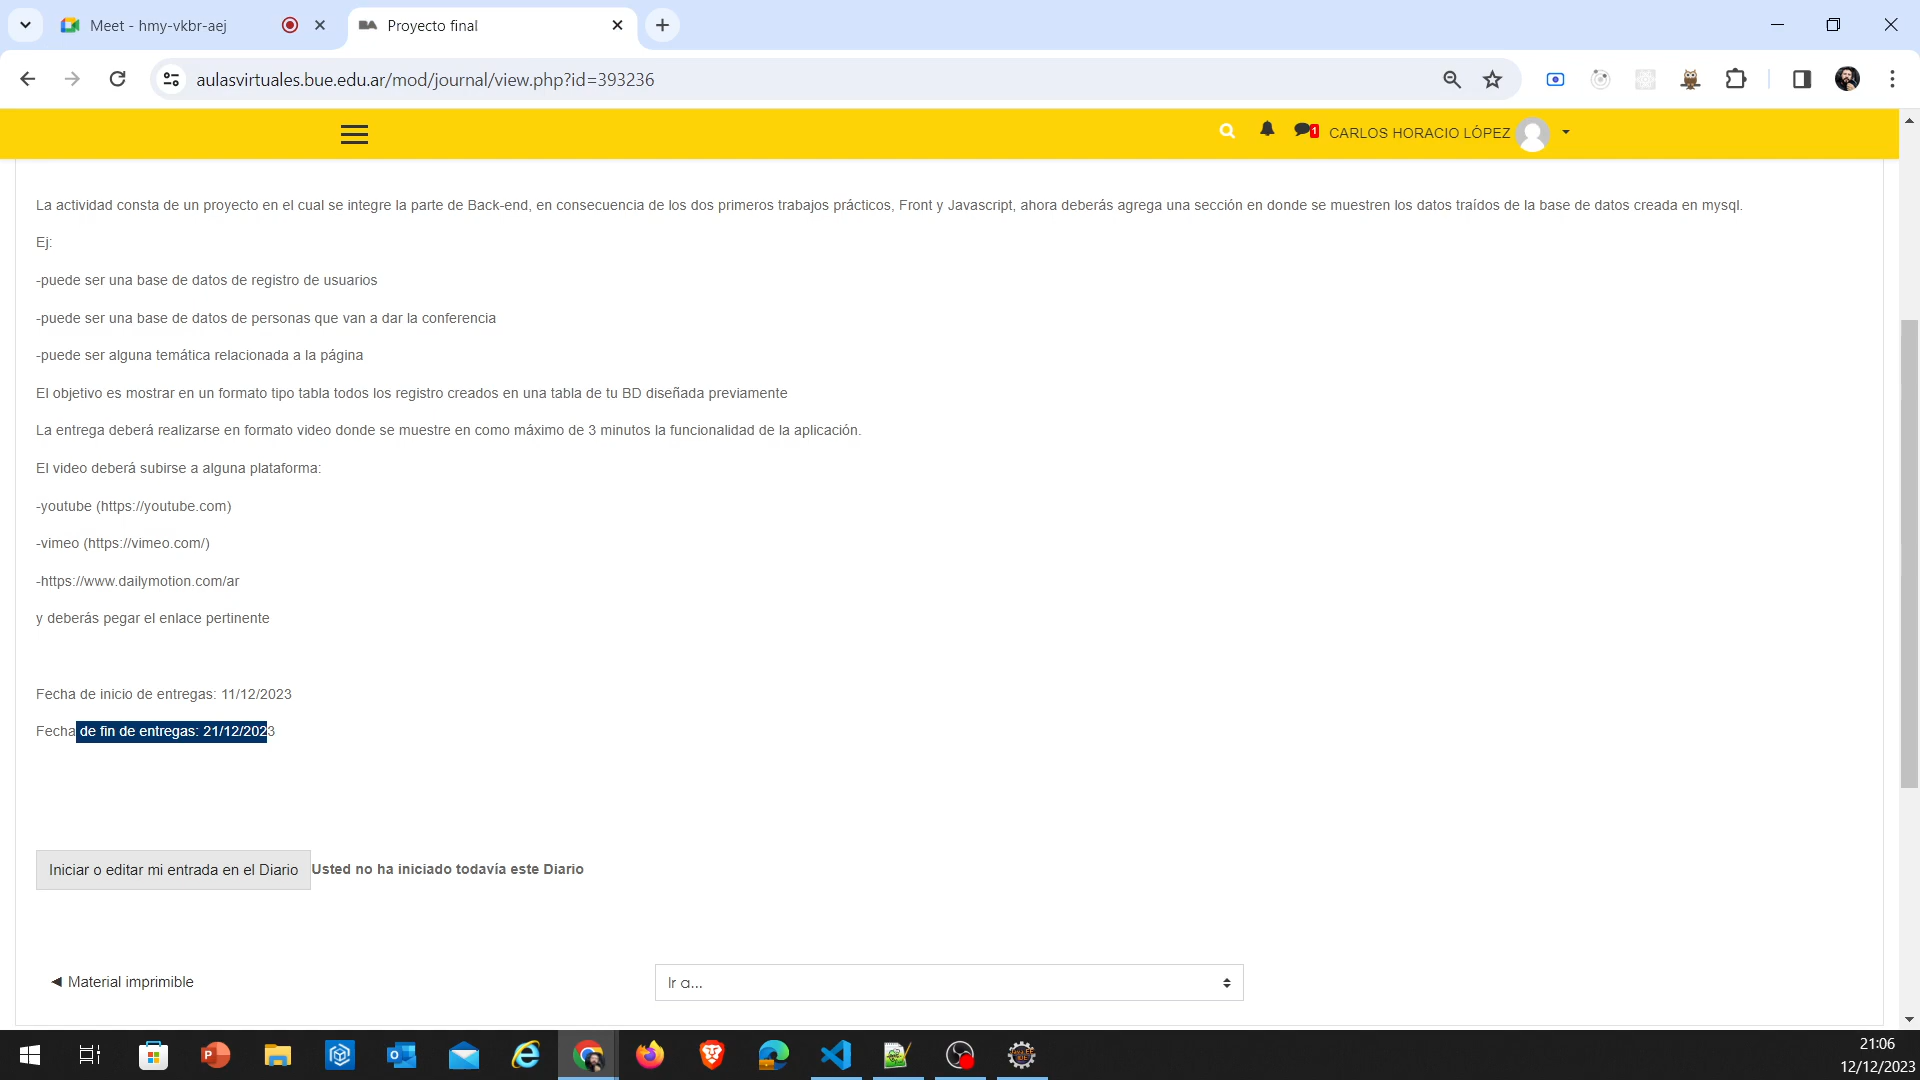 Meet - hmy-vkbr-aej
Proyecto final
aulasvirtuales.bue.edu.ar/mod/journal/view.php?id=393236
1 CARLOS HORACIO LÓPEZ
La actividad consta de un proyecto en el cual se integre la parte de Back-end, en consecuencia de los dos primeros trabajos prácticos, Front y Javascript, ahora deberás agrega una sección en donde se muestren los datos traídos de la base de datos creada en mysql.
Ej:
-puede ser una base de datos de registro de usuarios
-puede ser una base de datos de personas que van a dar la conferencia
-puede ser alguna temática relacionada a la página
El objetivo es mostrar en un formato tipo tabla todos los registro creados en una tabla de tu BD diseñada previamente
La entrega deberá realizarse en formato video donde se muestre en como máximo de 3 minutos la funcionalidad de la aplicación.
El video deberá subirse a alguna plataforma:
-youtube (https://youtube.com)
-vimeo (https://vimeo.com/)
-https://www.dailymotion.com/ar
y deberás pegar el enlace pertinente
Fecha de inicio de entregas: 11/12/2023
Fecha de fin de entregas: 21/12/2023
Iniciar o editar mi entrada en el Diario Usted no ha iniciado todavía este Diario
◄ Material imprimible
Ir a...
21:06
12/12/2023